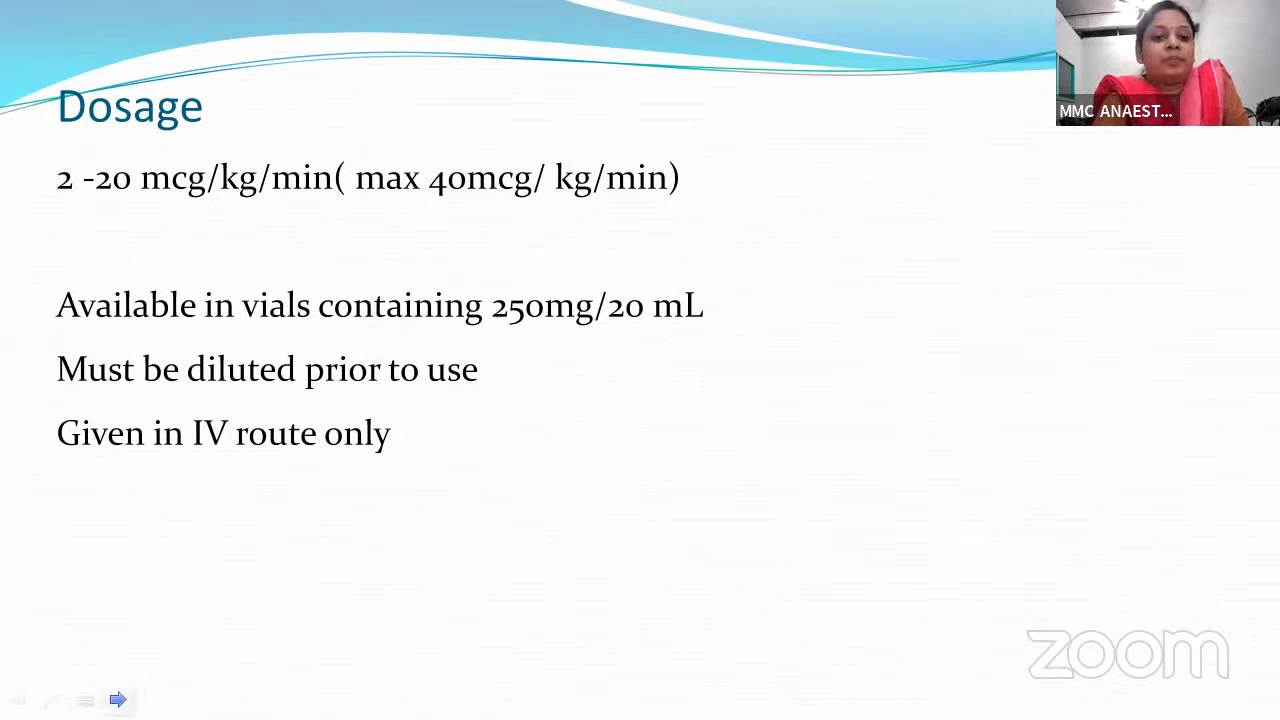 MMC ANAEST...
Dosage
2 -20 mcg/kg/min( max 40mcg/ kg/min)
Available in vials containing 250mg/20 mL
Must be diluted prior to use
Given in IV route only
zoom